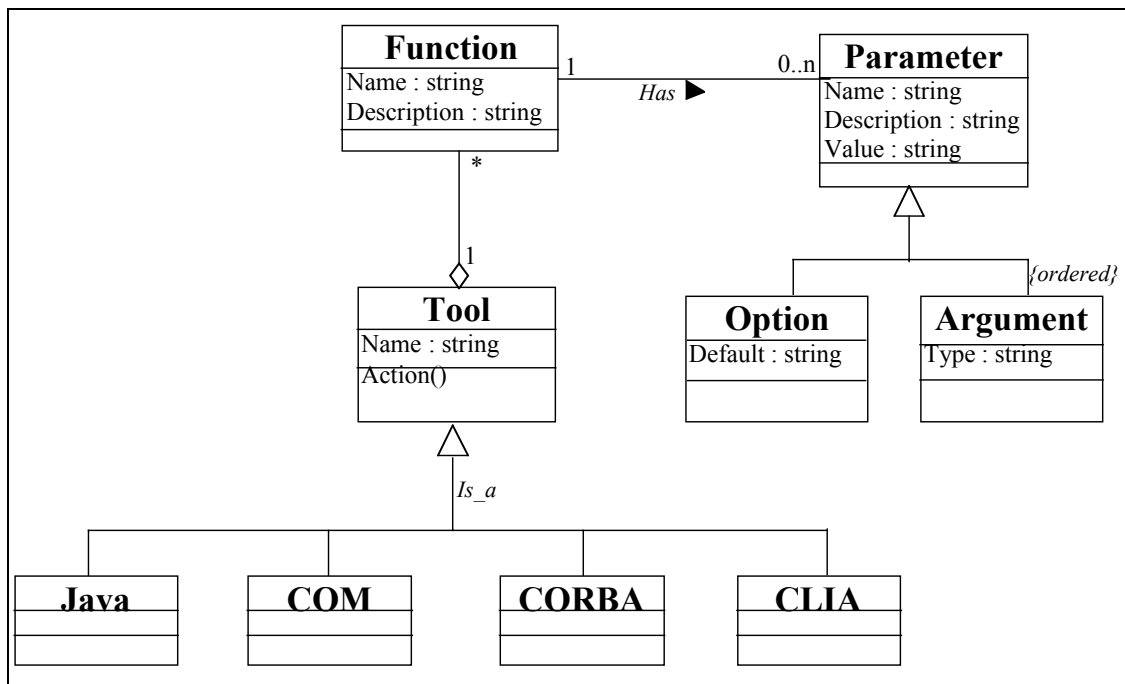 Function
Name : string
Description : string
1
Has
0..n
Parameter
Name : string
Description : string
Value : string
*
1
Tool
Name : string
Action()
{ordered}
Option
Default : string
Argument
Type : string
Is_a
Java
COM
CORBA
CLIA